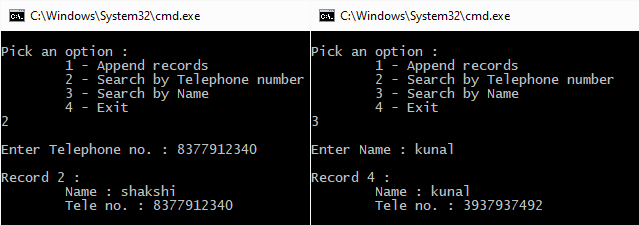 C:\Windows\System32\cmd.exe
Pick an option :
1 - Append records
2 - Search by Telephone number
3 - Search by Name
4 - Exit
2
Enter Telephone no. : 8377912340
Record 2 :
Name : shakshi
Tele no. : 8377912340
C:\Windows\System32\cmd.exe
Pick an option :
1 - Append records
2 - Search by Telephone number
3 - Search by Name
4 - Exit
3
Enter Name : kunal
Record 4 :
Name : kunal
Tele no. : 3937937492